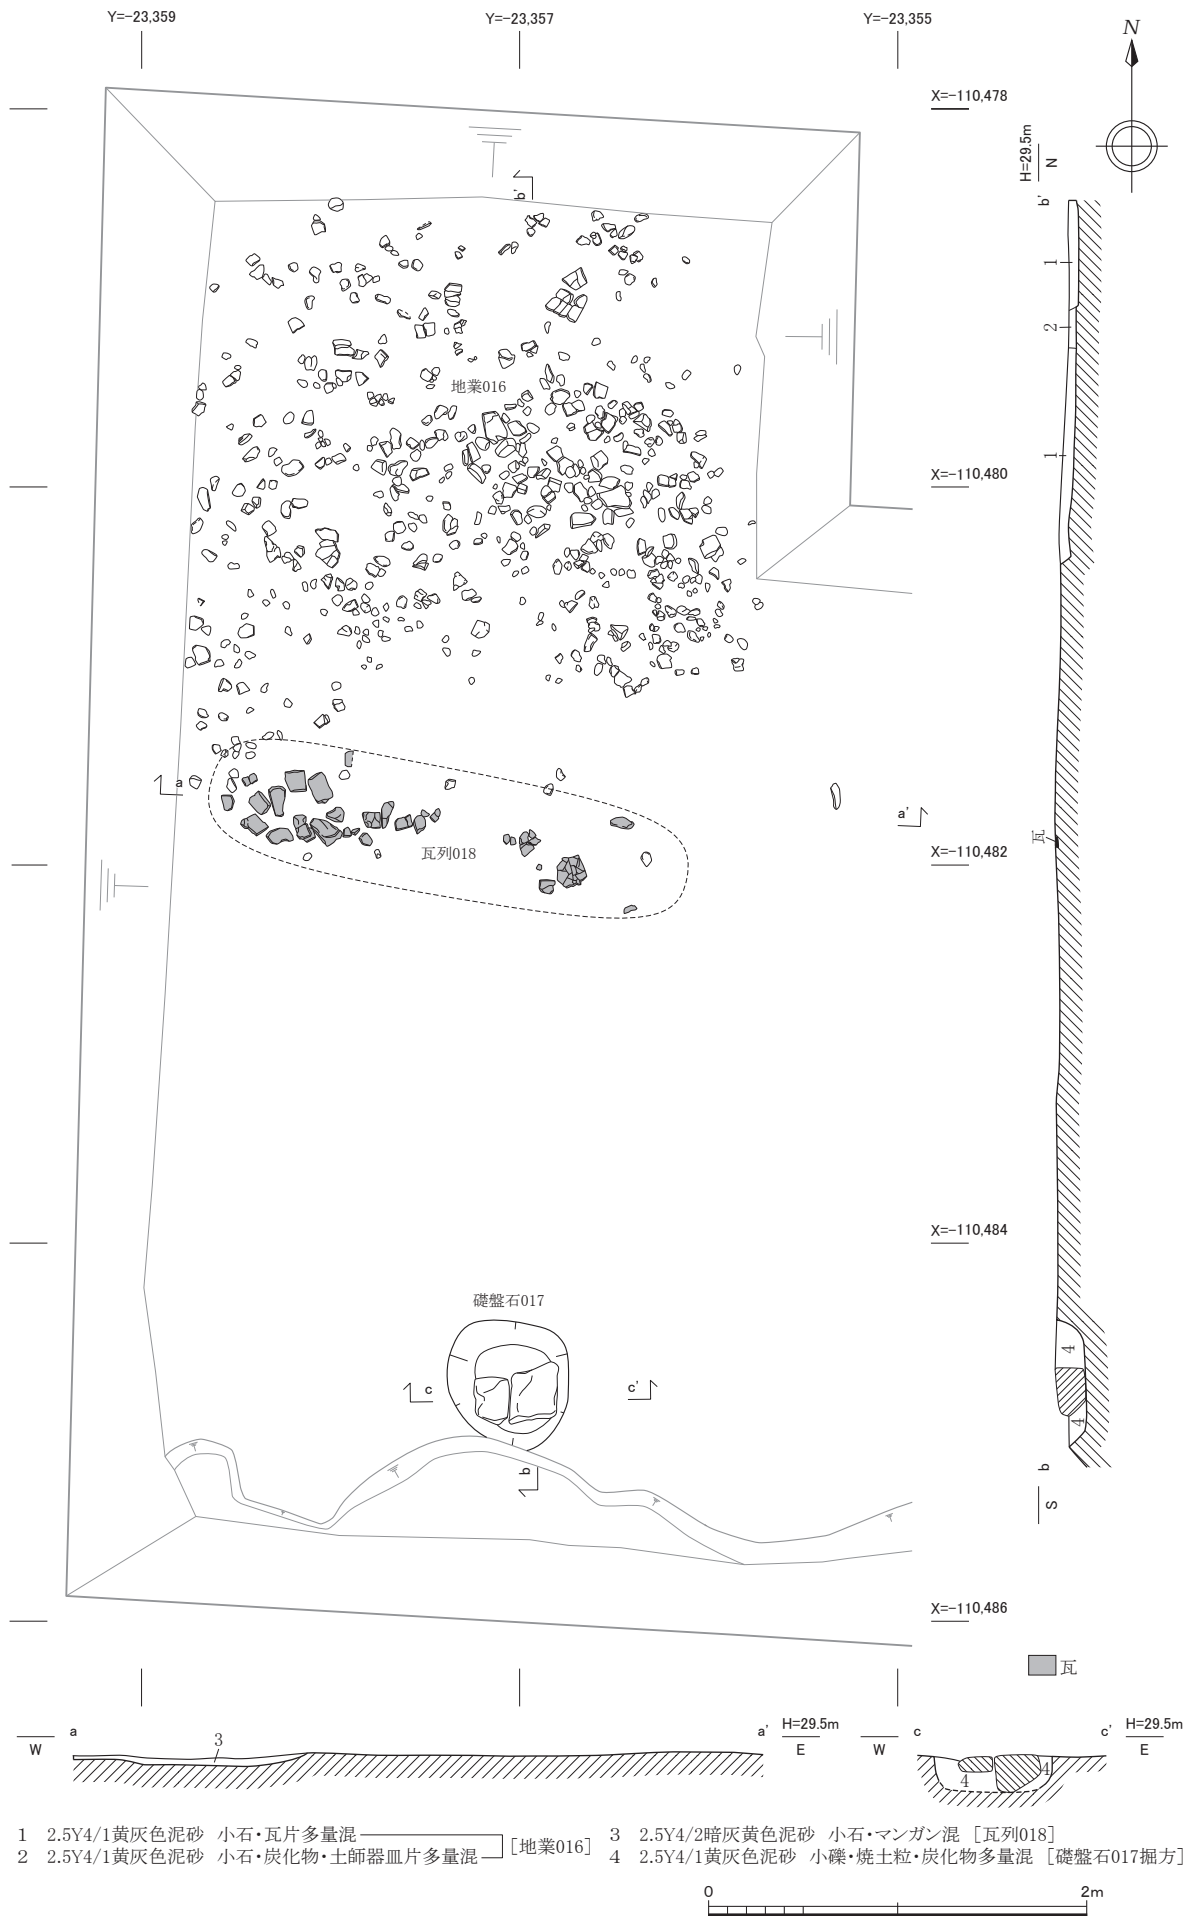 Y=-23,359
Y=-23,357
Y=-23,355
N
X=-110,478
H=29.5m
N
b'
b'
1
2
地業016
1
X=-110,480
a
a'
瓦列018
瓦
X=-110,482
X=-110,484
礎盤石017
c
c'
4
4
b
b
S
X=-110,486
瓦
a
a'
H=29.5m
c
c'
H=29.5m
W
3
E
W
E
4
4
1 2.5Y4/1黄灰色泥砂 小石・瓦片多量混
2 2.5Y4/1黄灰色泥砂 小石・炭化物・土師器皿片多量混
[地業016]
3 2.5Y4/2暗灰黄色泥砂 小石・マンガン混 [瓦列018]
4 2.5Y4/1黄灰色泥砂 小礫・焼土粒・炭化物多量混 [礎盤石017掘方]
0
2m